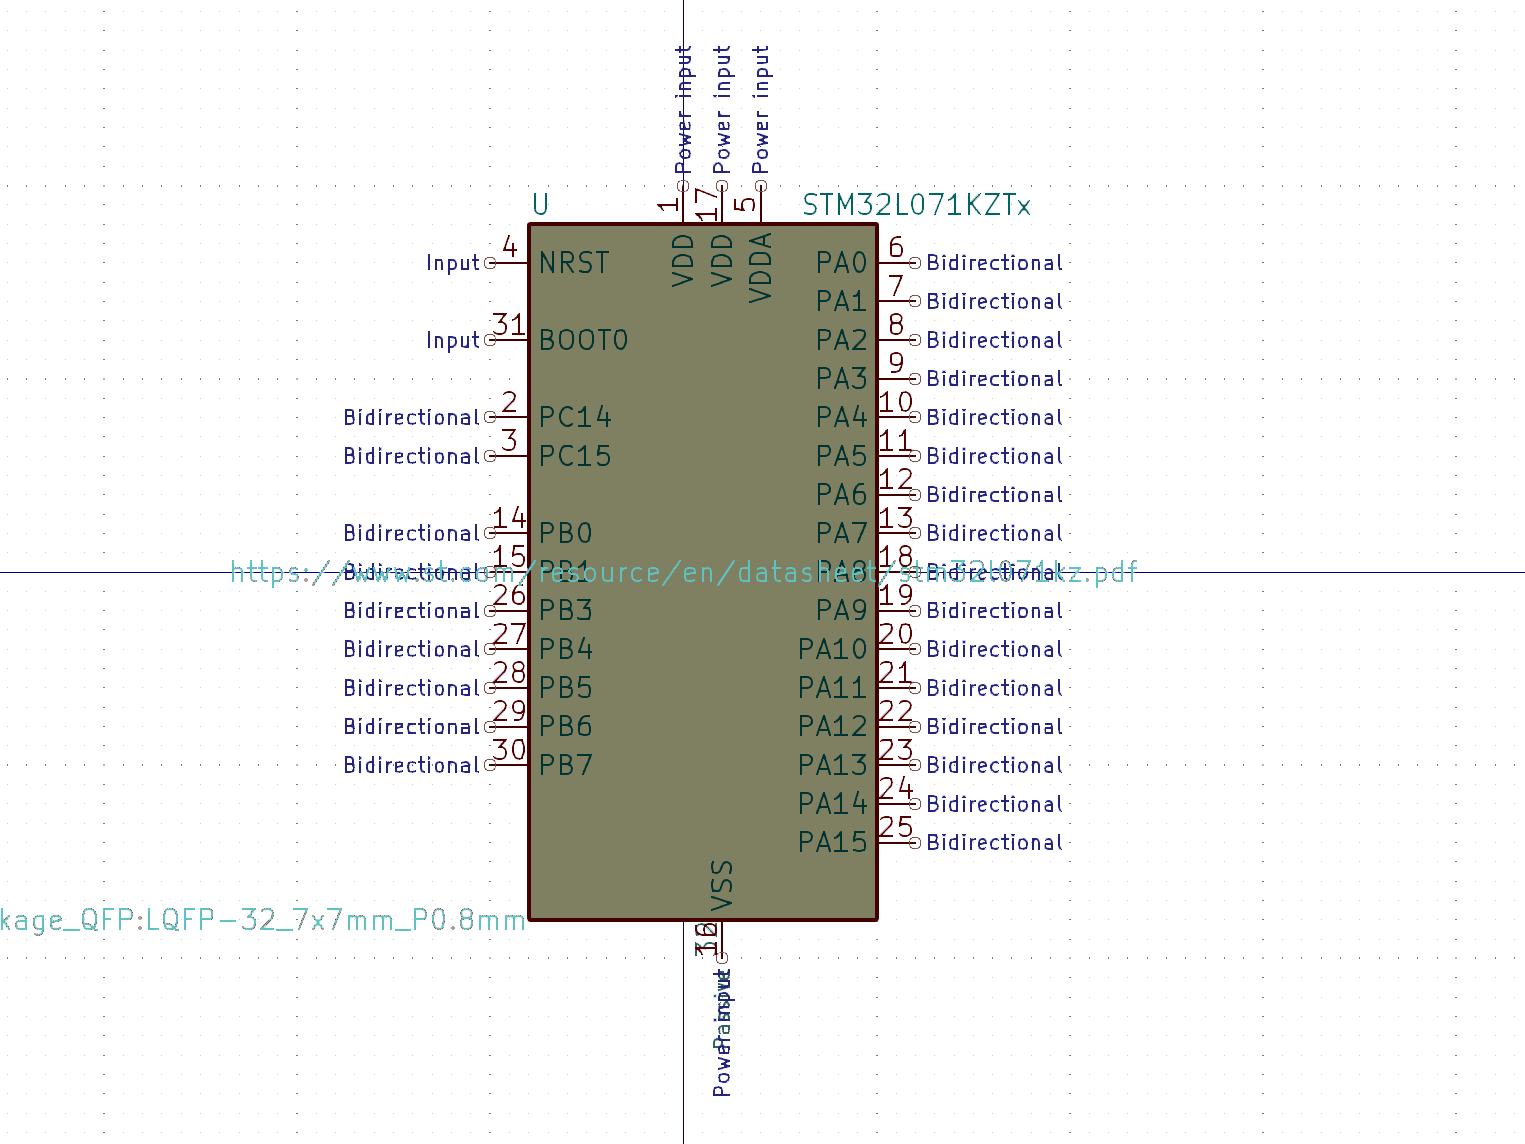 Power input
Power input
Power input
1
17
5
U
STM32L071KZTx
VDD
VDD
VDDA
Input 4 NRST
Input 31 BOOT0
Bidirectional 2 PC14
Bidirectional 3 PC15
Bidirectional 14 PB0
Bidirectional 15 PB1
Bidirectional 26 PB3
Bidirectional 27 PB4
Bidirectional 28 PB5
Bidirectional 29 PB6
Bidirectional 30 PB7
PA0 6 Bidirectional
PA1 7 Bidirectional
PA2 8 Bidirectional
PA3 9 Bidirectional
PA4 10 Bidirectional
PA5 11 Bidirectional
PA6 12 Bidirectional
PA7 13 Bidirectional
PA8 18 Bidirectional
PA9 19 Bidirectional
PA10 20 Bidirectional
PA11 21 Bidirectional
PA12 22 Bidirectional
PA13 23 Bidirectional
PA14 24 Bidirectional
PA15 25 Bidirectional
https://www.st.com/resource/en/datasheet/stm32l071kz.pdf
VSS
kage_QFP:LQFP-32_7x7mm_P0.8mm
16
32
Power input
Passive